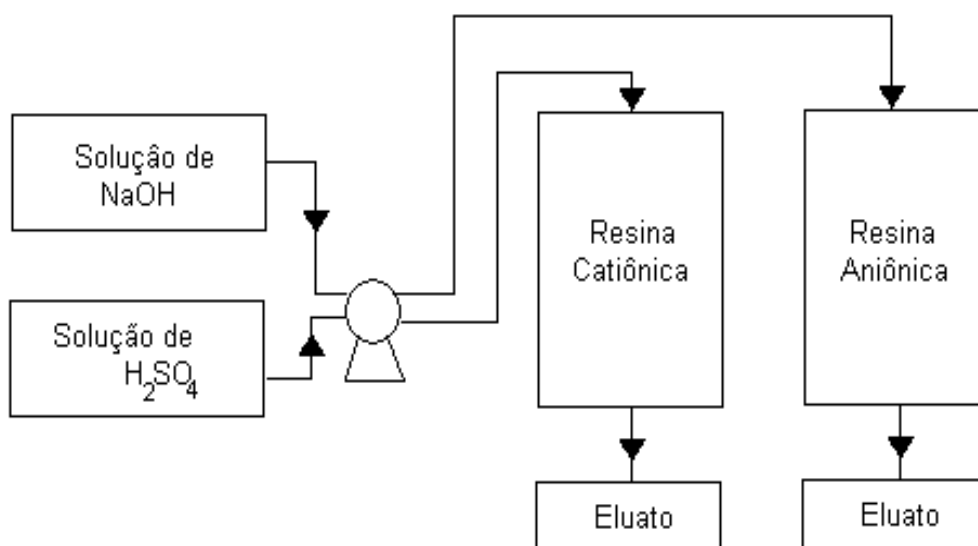 Solução de
NaOH
Solução de
H₂SO₄
Resina
Catiônica
Resina
Aniônica
Eluato
Eluato